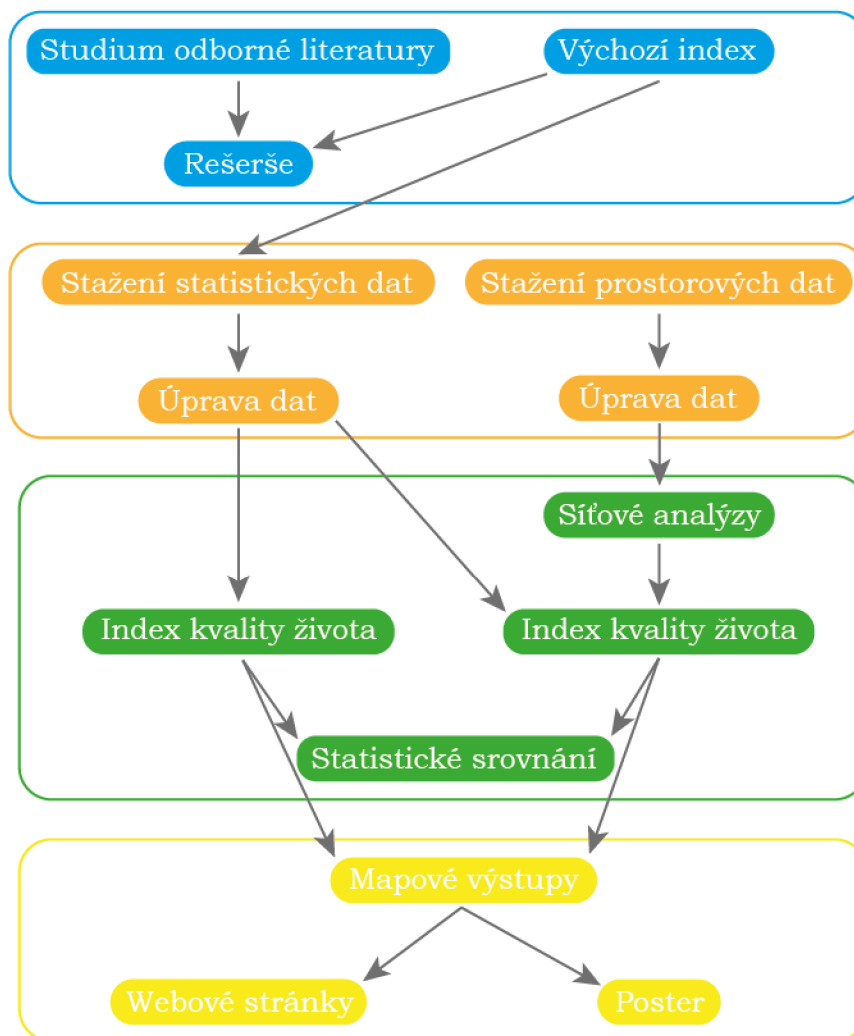 Studium odborné literatury
Výchozí index
Rešerše
Stažení statistických dat
Stažení prostorových dat
Úprava dat
Úprava dat
Síťové analýzy
Index kvality života
Index kvality života
Statistické srovnání
Mapové výstupy
Webové stránky
Poster